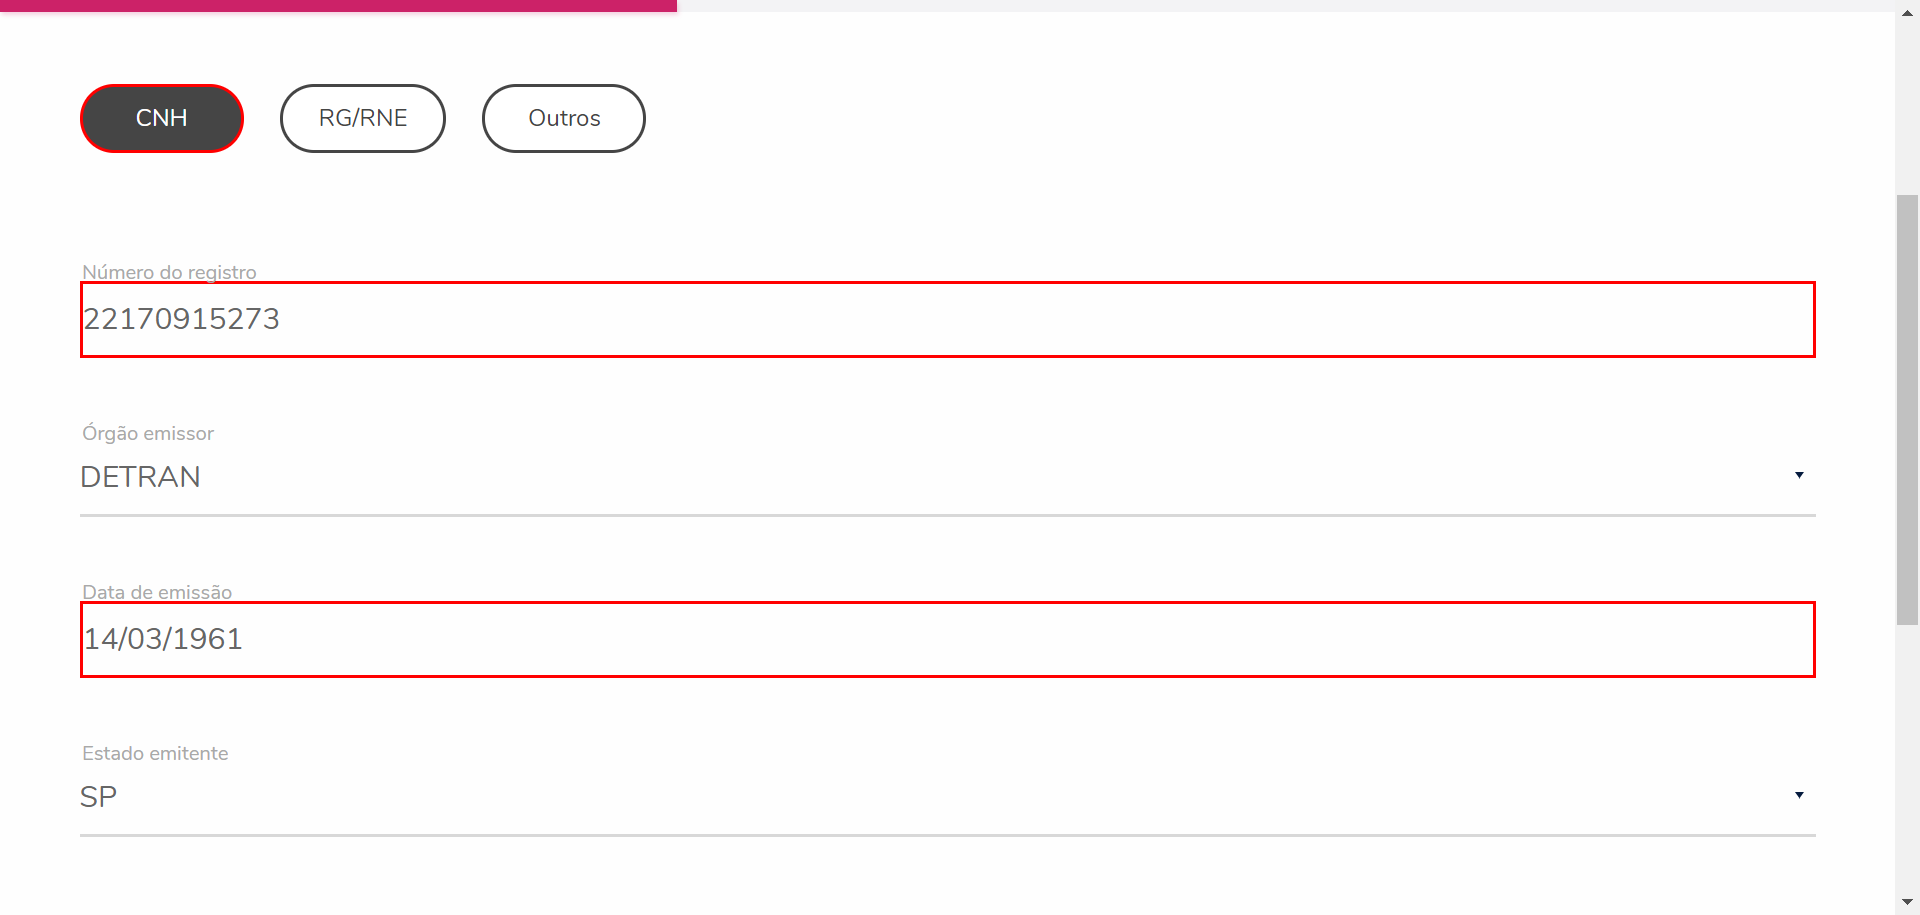 CNH
RG/RNE
Outros
Número do registro
22170915273
Órgão emissor
DETRAN
Data de emissão
14/03/1961
Estado emitente
SP